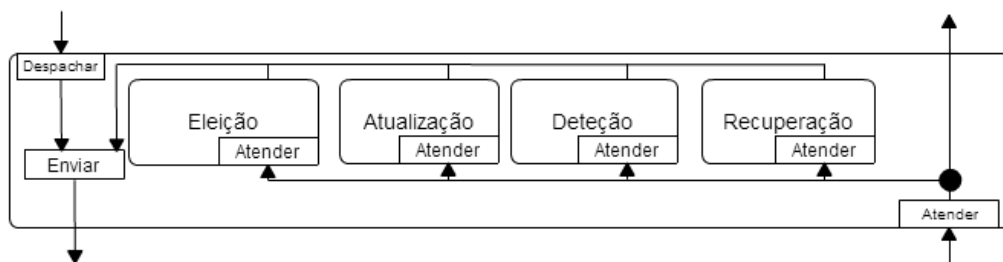 Despachar
Eleição
Atualização
Deteção
Recuperação
Atender
Atender
Atender
Atender
Enviar
Atender